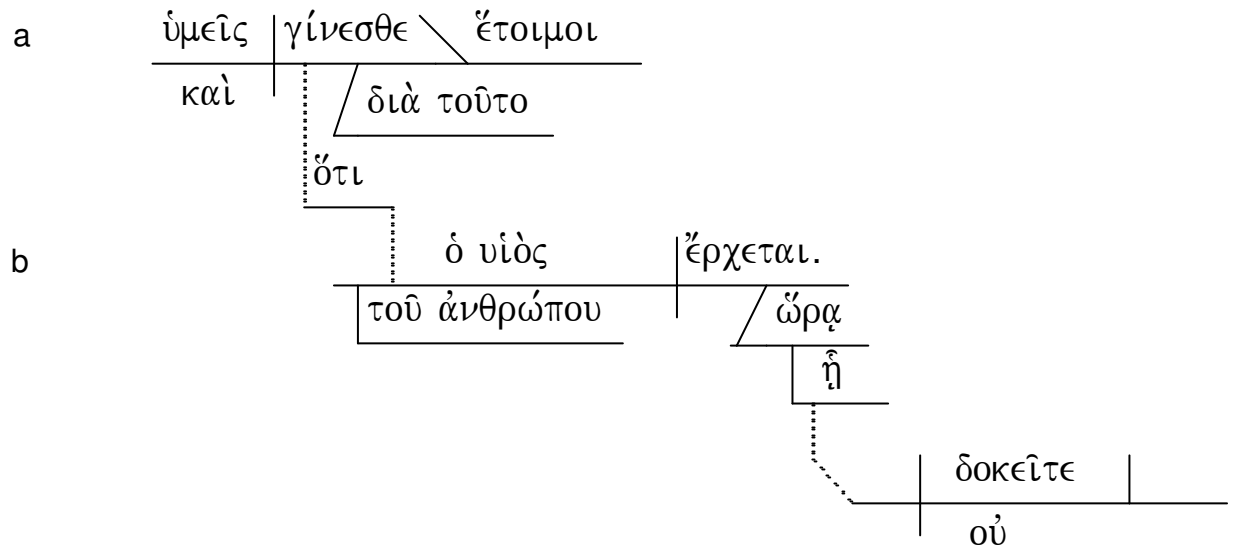 a ὑμεῖς γίνεσθε ἕτοιμοι
καὶ διὰ τοῦτο
ὅτι
b ὁ υἱὸς ἔρχεται.
τοῦ ἀνθρώπου ὥρᾳ
ᾗ
δοκεῖτε
οὐ